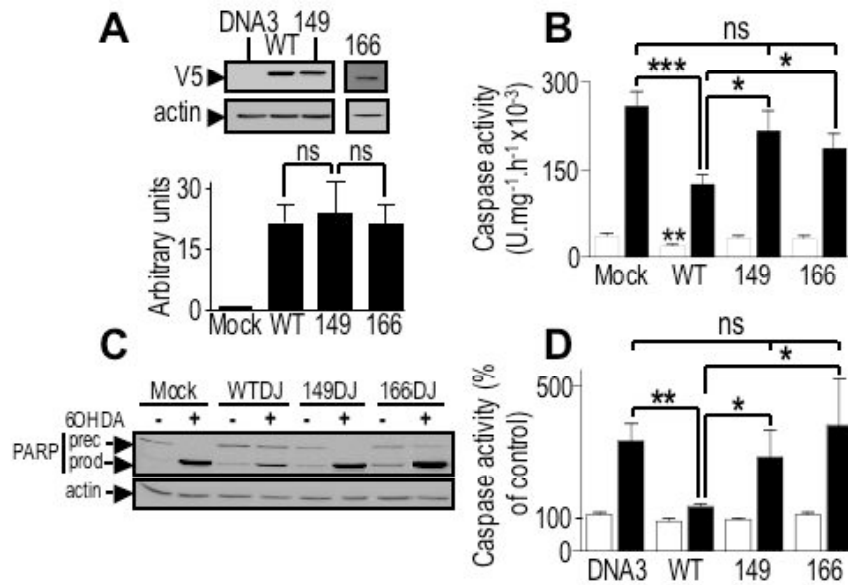 A
DNA3 149
WT
166
V5
actin
ns ns
Arbitrary units
30
15
0
Mock WT 149 166
B
ns
*** * *
Caspase activity
(U.mg⁻¹.h⁻¹ x10⁻³)
300
150
0
**
Mock WT 149 166
C
Mock WTDJ 149DJ 166DJ
6OHDA - + - + - + - +
PARP prec
prod
actin
D
ns
** * *
Caspase activity (%
of control)
500
100
0
DNA3 WT 149 166